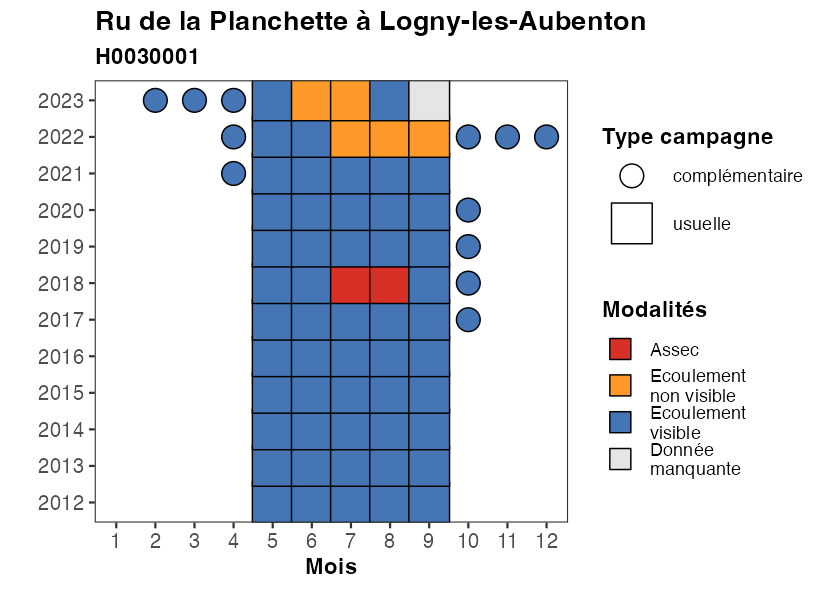 Ru de la Planchette à Logny-les-Aubenton
H0030001
2023
2022
2021
2020
2019
2018
2017
2016
2015
2014
2013
2012
1 2 3 4 5 6 7 8 9 10 11 12
Mois
Type campagne
complémentaire
usuelle
Modalités
Assec
Ecoulement
non visible
Ecoulement
visible
Donnée
manquante